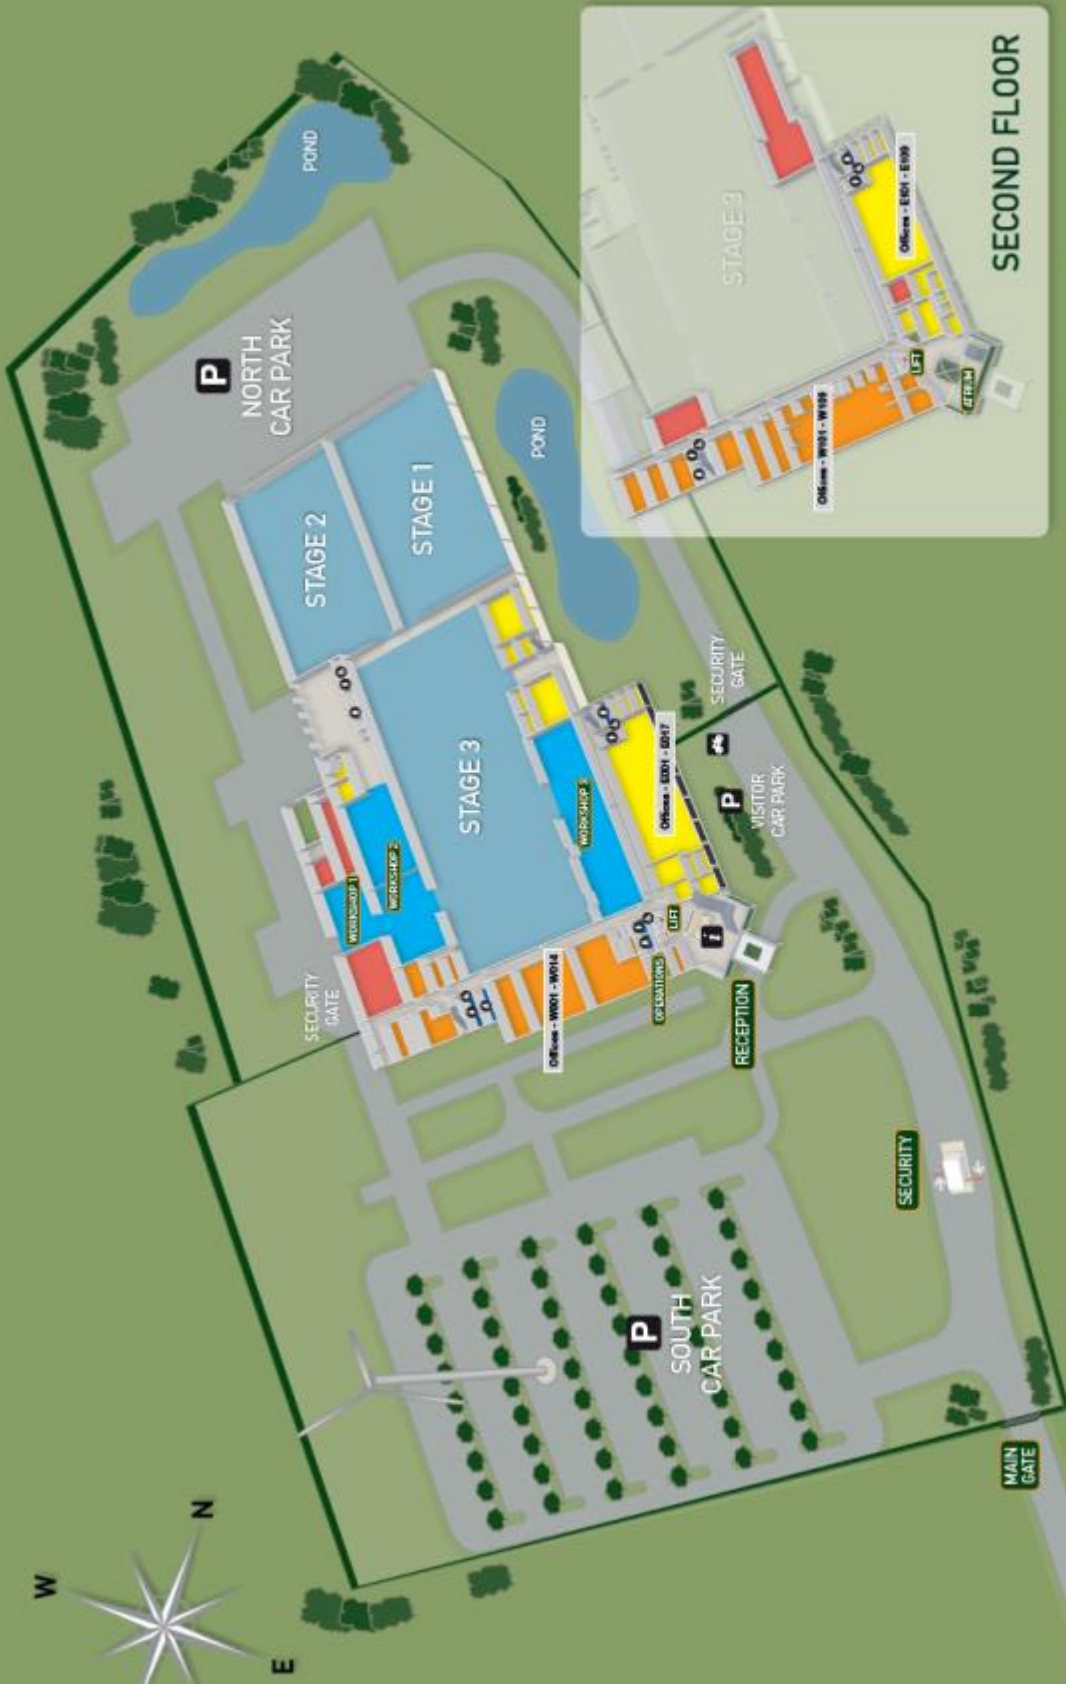 W
N
E
POND
P
NORTH
CAR PARK
STAGE 2
STAGE 1
POND
STAGE 3
WORKSHOP 1
WORKSHOP 2
WORKSHOP
SECURITY
GATE
SECURITY
GATE
P
VISITOR
CAR PARK
Offices - E001 - E017
Offices - W001 - W014
LIFT
i
OPERATIONS
RECEPTION
SECURITY
P
SOUTH
CAR PARK
MAIN
GATE
SECOND FLOOR
STAGE 3
Offices - E101 - E109
Offices - W101 - W109
LIFT
ATRIUM